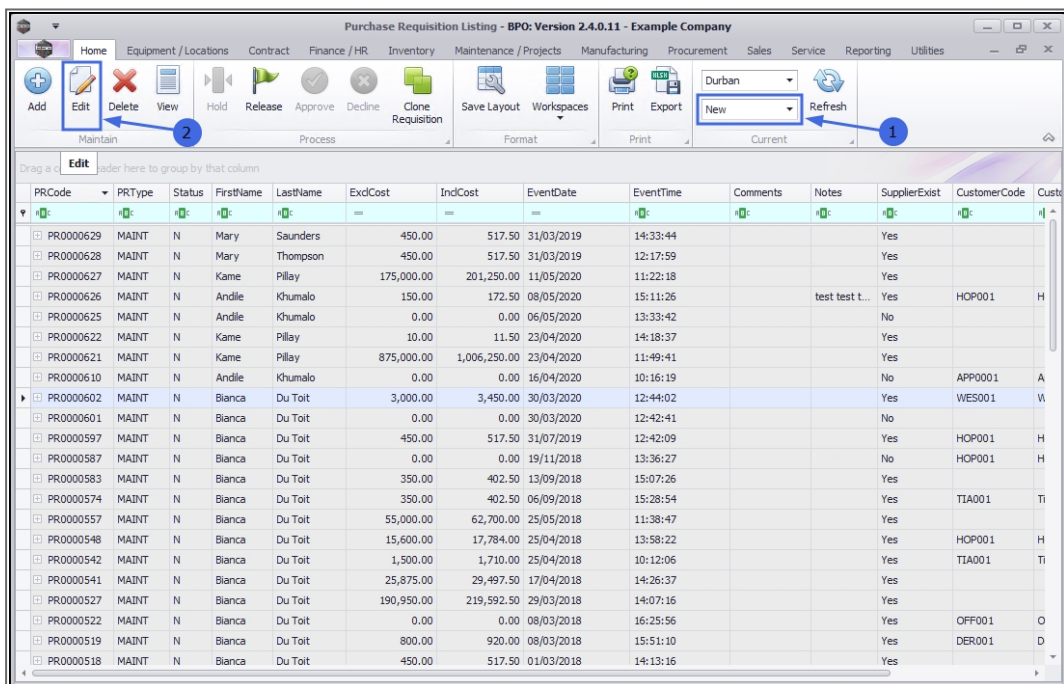 Purchase Requisition Listing - BPO: Version 2.4.0.11 - Example Company
Home Equipment / Locations Contract Finance / HR Inventory Maintenance / Projects Manufacturing Procurement Sales Service Reporting Utilities
Add Edit Delete View Hold Release Approve Decline Clone Requisition Save Layout Workspaces Print Export Durban New Refresh
Maintain Process Format Print Current
2
1
Edit
Drag a c ader here to group by that column
PRCode PRType Status FirstName LastName ExclCost InclCost EventDate EventTime Comments Notes SupplierExist CustomerCode Custo
PR0000629 MAINT N Mary Saunders 450.00 517.50 31/03/2019 14:33:44 Yes
PR0000628 MAINT N Mary Thompson 450.00 517.50 31/03/2019 12:17:59 Yes
PR0000627 MAINT N Kame Pillay 175,000.00 201,250.00 11/05/2020 11:22:18 Yes
PR0000626 MAINT N Andile Khumalo 150.00 172.50 08/05/2020 15:11:26 test test t... Yes HOP001 H
PR0000625 MAINT N Andile Khumalo 0.00 0.00 06/05/2020 13:33:42 No
PR0000622 MAINT N Kame Pillay 10.00 11.50 23/04/2020 14:18:37 Yes
PR0000621 MAINT N Kame Pillay 875,000.00 1,006,250.00 23/04/2020 11:49:41 Yes
PR0000610 MAINT N Andile Khumalo 0.00 0.00 16/04/2020 10:16:19 No APP0001 A
PR0000602 MAINT N Bianca Du Toit 3,000.00 3,450.00 30/03/2020 12:44:02 Yes WES001 W
PR0000601 MAINT N Bianca Du Toit 0.00 0.00 30/03/2020 12:42:41 No
PR0000597 MAINT N Bianca Du Toit 450.00 517.50 31/07/2019 12:42:09 Yes HOP001 H
PR0000587 MAINT N Bianca Du Toit 0.00 0.00 19/11/2018 13:36:27 No HOP001 H
PR0000583 MAINT N Bianca Du Toit 350.00 402.50 13/09/2018 15:07:26 Yes
PR0000574 MAINT N Bianca Du Toit 350.00 402.50 06/09/2018 15:28:54 Yes TIA001 Ti
PR0000557 MAINT N Bianca Du Toit 55,000.00 62,700.00 25/05/2018 11:38:47 Yes
PR0000548 MAINT N Bianca Du Toit 15,600.00 17,784.00 25/04/2018 13:58:22 Yes HOP001 H
PR0000542 MAINT N Bianca Du Toit 1,500.00 1,710.00 25/04/2018 10:12:06 Yes TIA001 Ti
PR0000541 MAINT N Bianca Du Toit 25,875.00 29,497.50 17/04/2018 14:26:37 Yes
PR0000527 MAINT N Bianca Du Toit 190,950.00 219,592.50 29/03/2018 14:07:16 Yes
PR0000522 MAINT N Bianca Du Toit 0.00 0.00 08/03/2018 16:25:56 Yes OFF001 O
PR0000519 MAINT N Bianca Du Toit 800.00 920.00 08/03/2018 15:51:10 Yes DER001 D
PR0000518 MAINT N Bianca Du Toit 450.00 517.50 01/03/2018 14:13:16 Yes